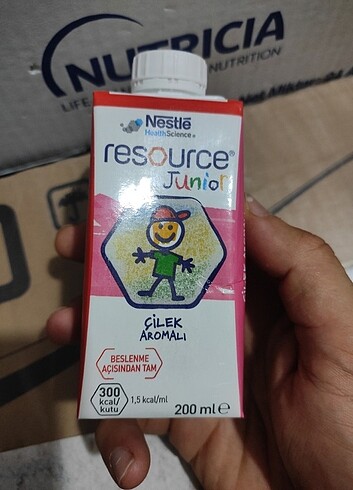 NUTRICIA
LIFE
NUTRITION
Nestlé
HealthScience®
resource®
Junior
ÇİLEK
AROMALI
BESLENME
AÇISINDAN TAM
300
kcal/
kutu
1,5 kcal/ml
200 ml e